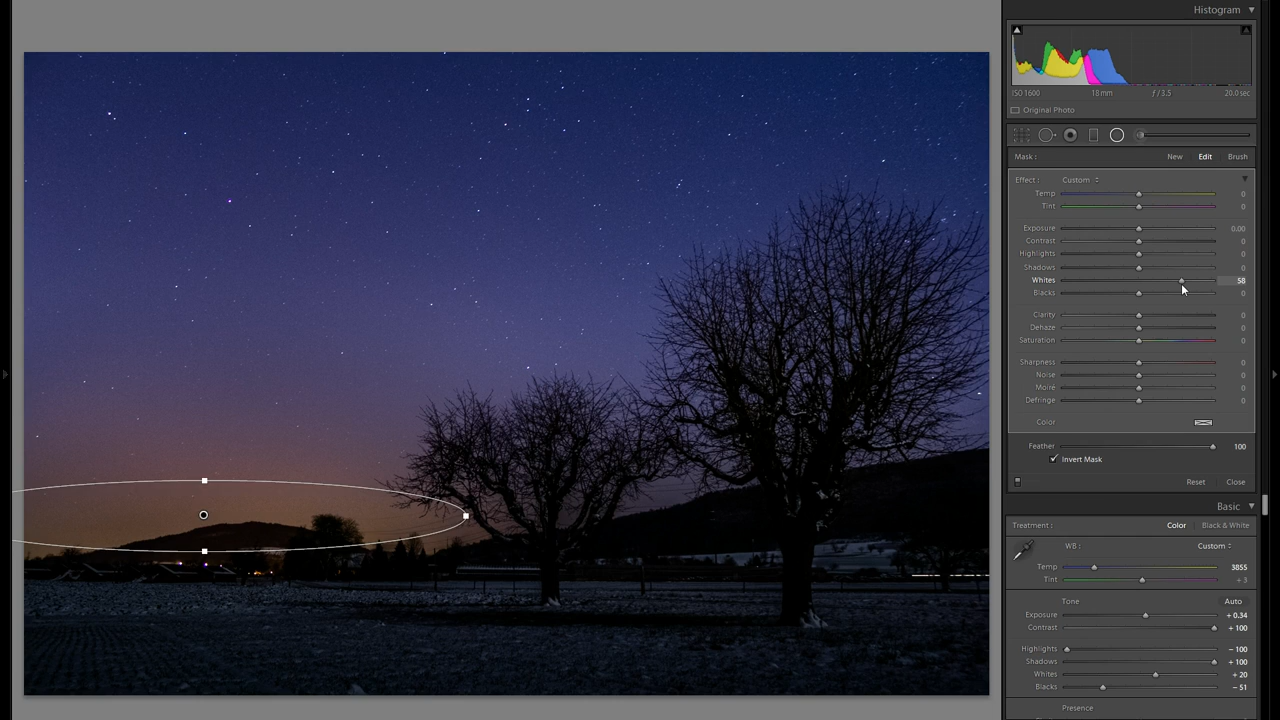 Histogram
ISO 1600 18 mm ƒ / 3.5 20.0 sec
Original Photo
Mask : New Edit Brush
Effect : Custom
Temp 0
Tint 0
Exposure 0.00
Contrast 0
Highlights 0
Shadows 0
Whites 58
Blacks 0
Clarity 0
Dehaze 0
Saturation 0
Sharpness 0
Noise 0
Moiré 0
Defringe 0
Color
Feather 100
Invert Mask
Reset Close
Basic
Treatment : Color Black & White
WB : Custom
Temp 3855
Tint + 3
Tone Auto
Exposure + 0.34
Contrast + 100
Highlights − 100
Shadows + 100
Whites + 20
Blacks − 51
Presence